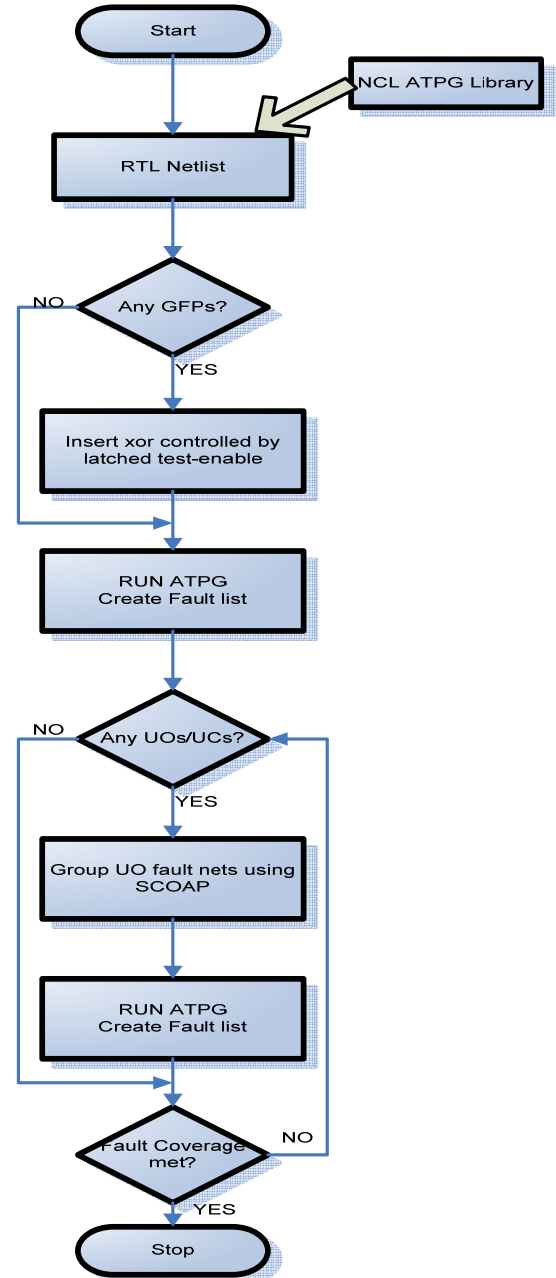 Start
NCL ATPG Library
RTL Netlist
Any GFPs?
NO
YES
Insert xor controlled by
latched test-enable
RUN ATPG
Create Fault list
Any UOs/UCs?
NO
YES
Group UO fault nets using
SCOAP
RUN ATPG
Create Fault list
Fault Coverage
met?
NO
YES
Stop